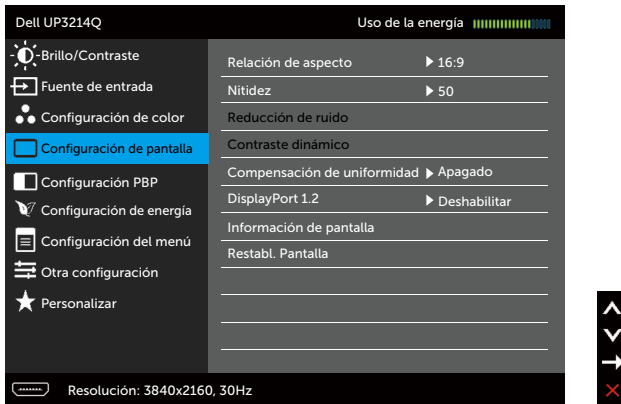 Dell UP3214Q
Uso de la energía
Brillo/Contraste
Fuente de entrada
Configuración de color
Configuración de pantalla
Configuración PBP
Configuración de energía
Configuración del menú
Otra configuración
Personalizar
Relación de aspecto 16:9
Nitidez 50
Reducción de ruido
Contraste dinámico
Compensación de uniformidad Apagado
DisplayPort 1.2 Deshabilitar
Información de pantalla
Restabl. Pantalla
Resolución: 3840x2160, 30Hz